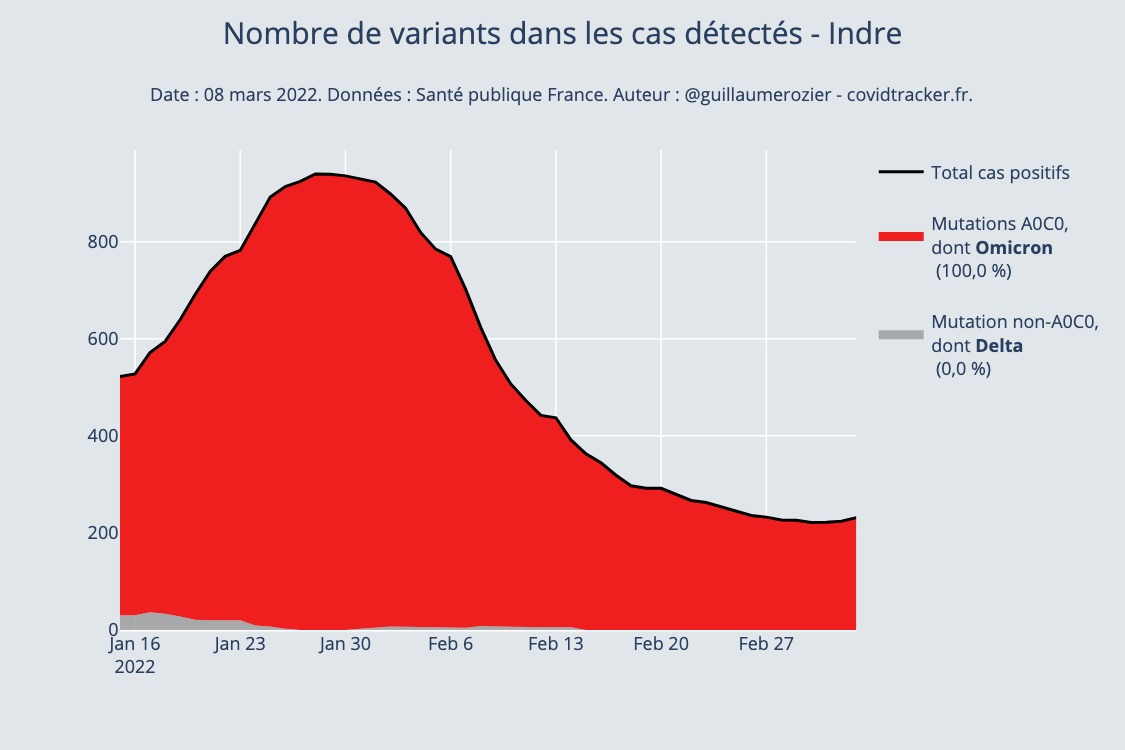 Nombre de variants dans les cas détectés - Indre
Date : 08 mars 2022. Données : Santé publique France. Auteur : @guillaumerozier - covidtracker.fr.
Total cas positifs
Mutations A0C0,
dont Omicron
(100,0 %)
Mutation non-A0C0,
dont Delta
(0,0 %)
800
600
400
200
0
Jan 16
2022
Jan 23
Jan 30
Feb 6
Feb 13
Feb 20
Feb 27